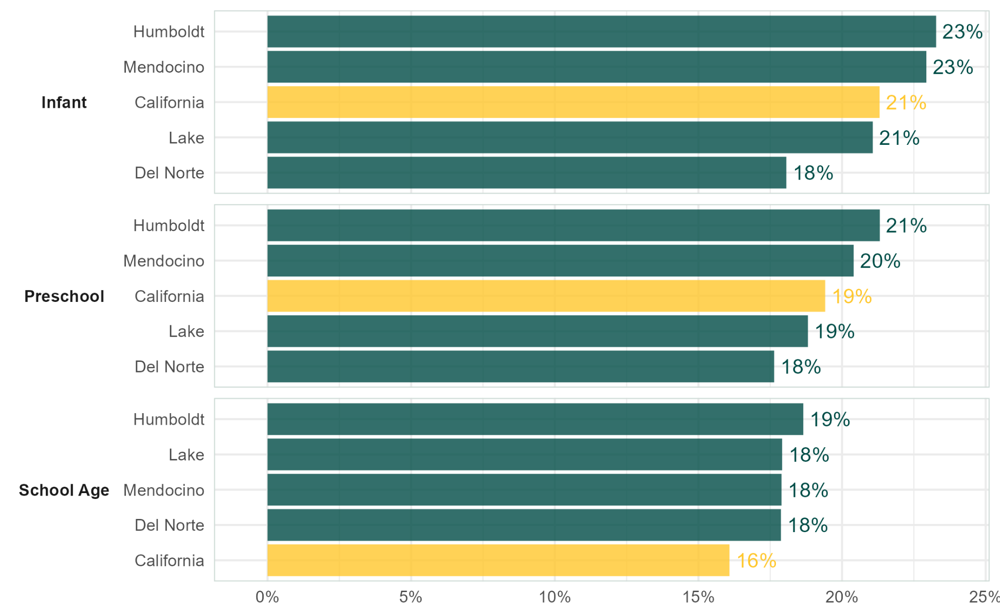 Humboldt 23%
Mendocino 23%
Infant California 21%
Lake 21%
Del Norte 18%
Humboldt 21%
Mendocino 20%
Preschool California 19%
Lake 19%
Del Norte 18%
Humboldt 19%
Lake 18%
School Age Mendocino 18%
Del Norte 18%
California 16%
0% 5% 10% 15% 20% 25%